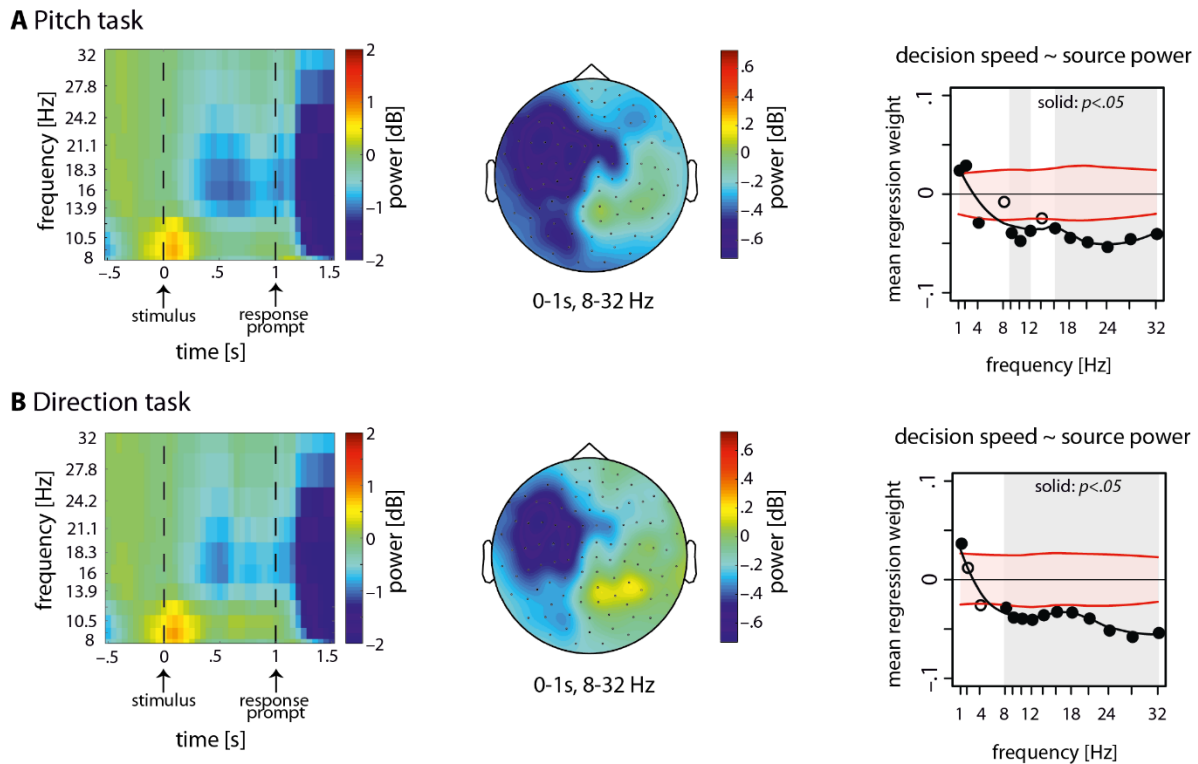 A Pitch task
frequency [Hz]
32
27.8
24.2
21.1
18.3
16
13.9
10.5
8
-.5
0
.5
1
1.5
stimulus
response
prompt
time [s]
2
1
0
-1
-2
power [dB]
0-1s, 8-32 Hz
.6
.4
.2
0
-.2
-.4
-.6
power [dB]
decision speed ~ source power
solid: p<.05
mean regression weight
.1
0
-.1
1
4
8
12
18
24
32
frequency [Hz]
B Direction task
frequency [Hz]
32
27.8
24.2
21.1
18.3
16
13.9
10.5
8
-.5
0
.5
1
1.5
stimulus
response
prompt
time [s]
2
1
0
-1
-2
power [dB]
0-1s, 8-32 Hz
.6
.4
.2
0
-.2
-.4
-.6
power [dB]
decision speed ~ source power
solid: p<.05
mean regression weight
.1
0
-.1
1
4
8
12
18
24
32
frequency [Hz]